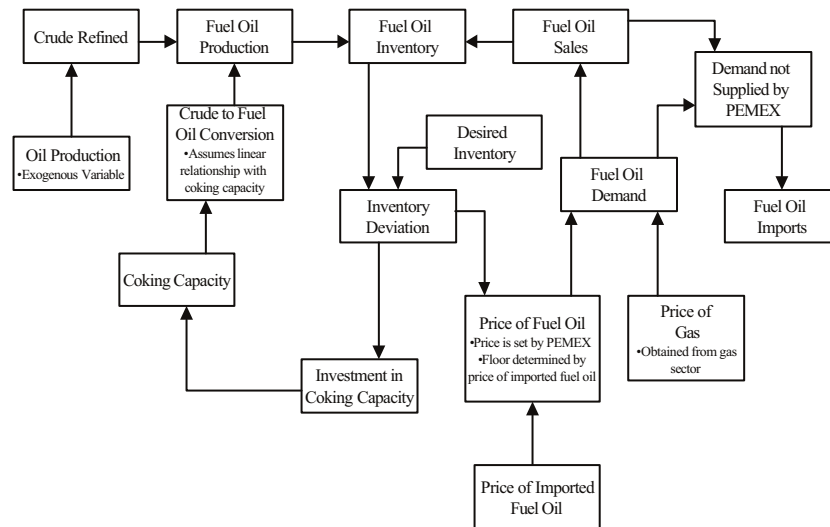 Crude Refined
Fuel Oil
Production
Fuel Oil
Inventory
Fuel Oil
Sales
Demand not
Supplied by
PEMEX
Oil Production
•Exogenous Variable
Crude to Fuel
Oil Conversion
•Assumes linear
relationship with
coking capacity
Desired
Inventory
Fuel Oil
Demand
Fuel Oil
Imports
Inventory
Deviation
Coking Capacity
Price of Fuel Oil
•Price is set by PEMEX
•Floor determined by
price of imported fuel oil
Price of
Gas
•Obtained from gas
sector
Investment in
Coking Capacity
Price of Imported
Fuel Oil